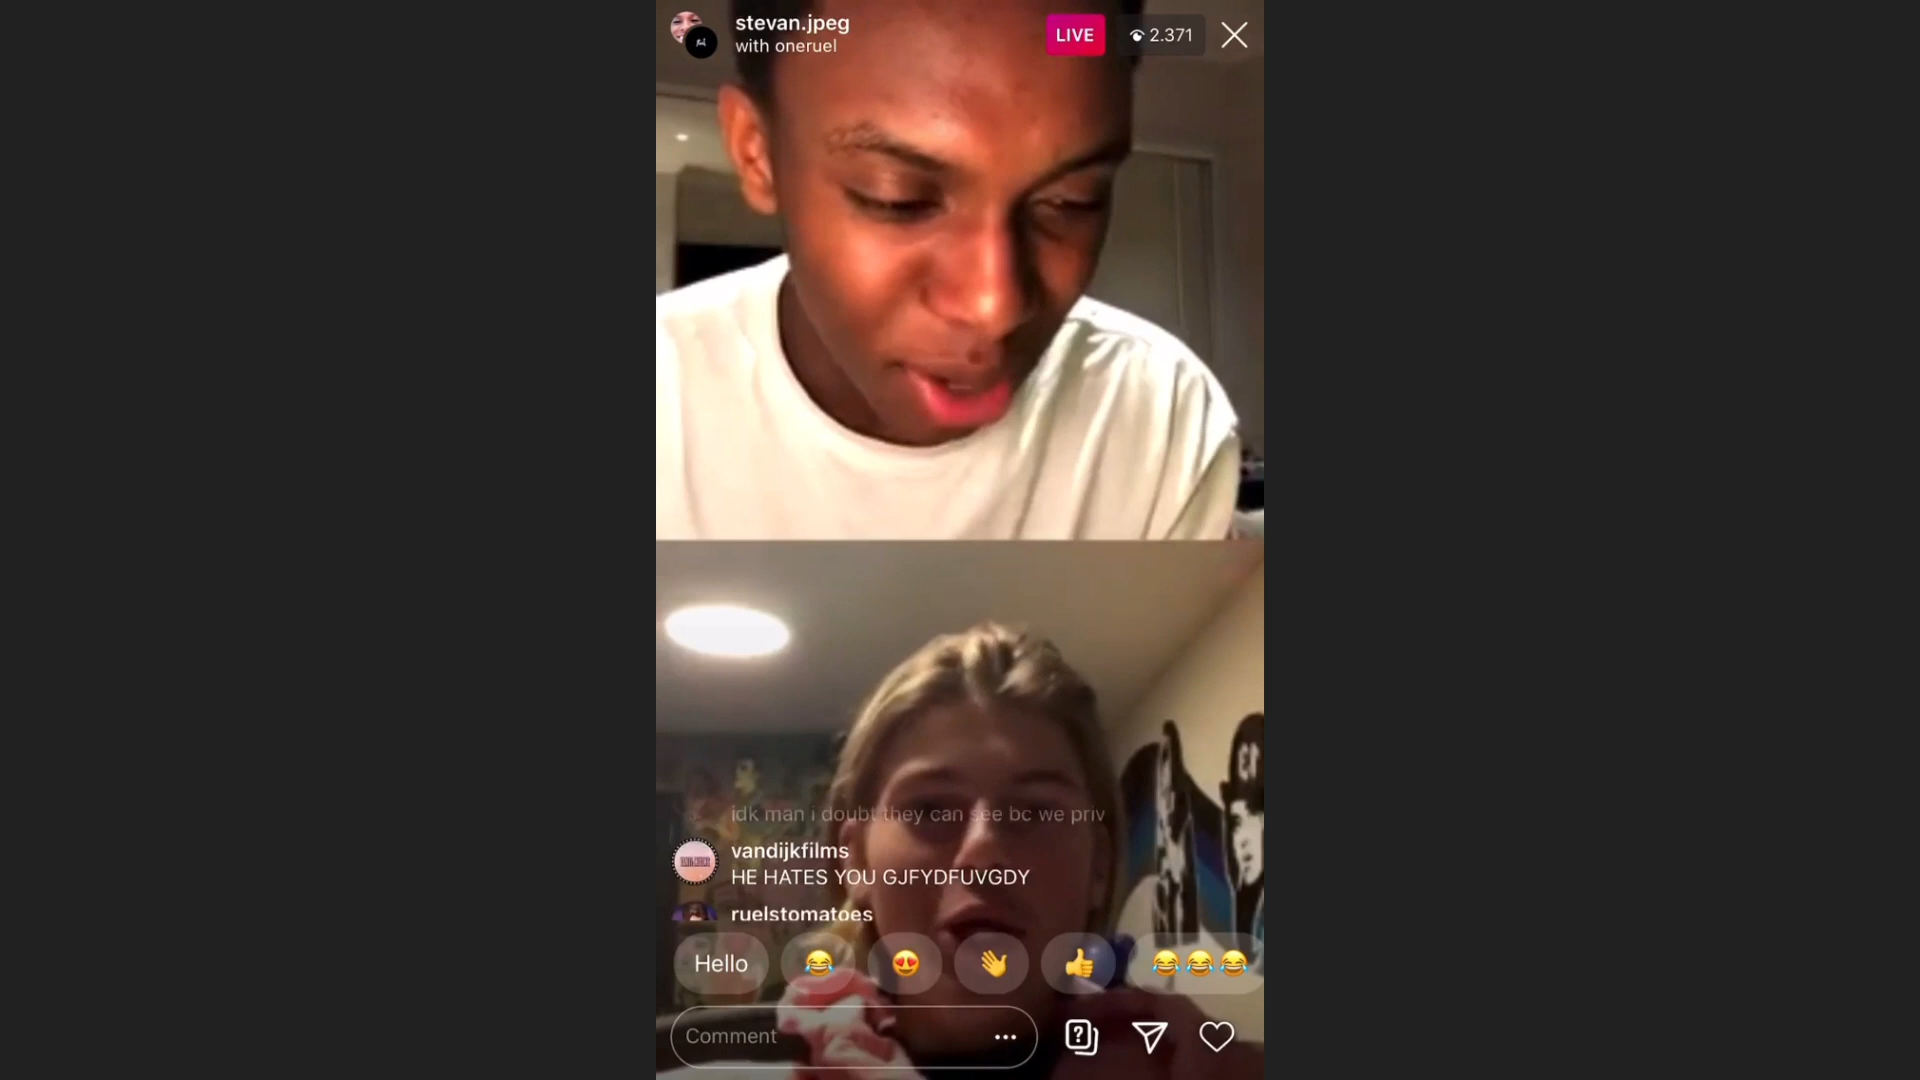 stevan.jpeg
with oneruel
LIVE
2.371
idk man i doubt they can see bc we priv
vandijkfilms
HE HATES YOU GJFYDFUVGDY
ruelstomatoes
Hello
Comment